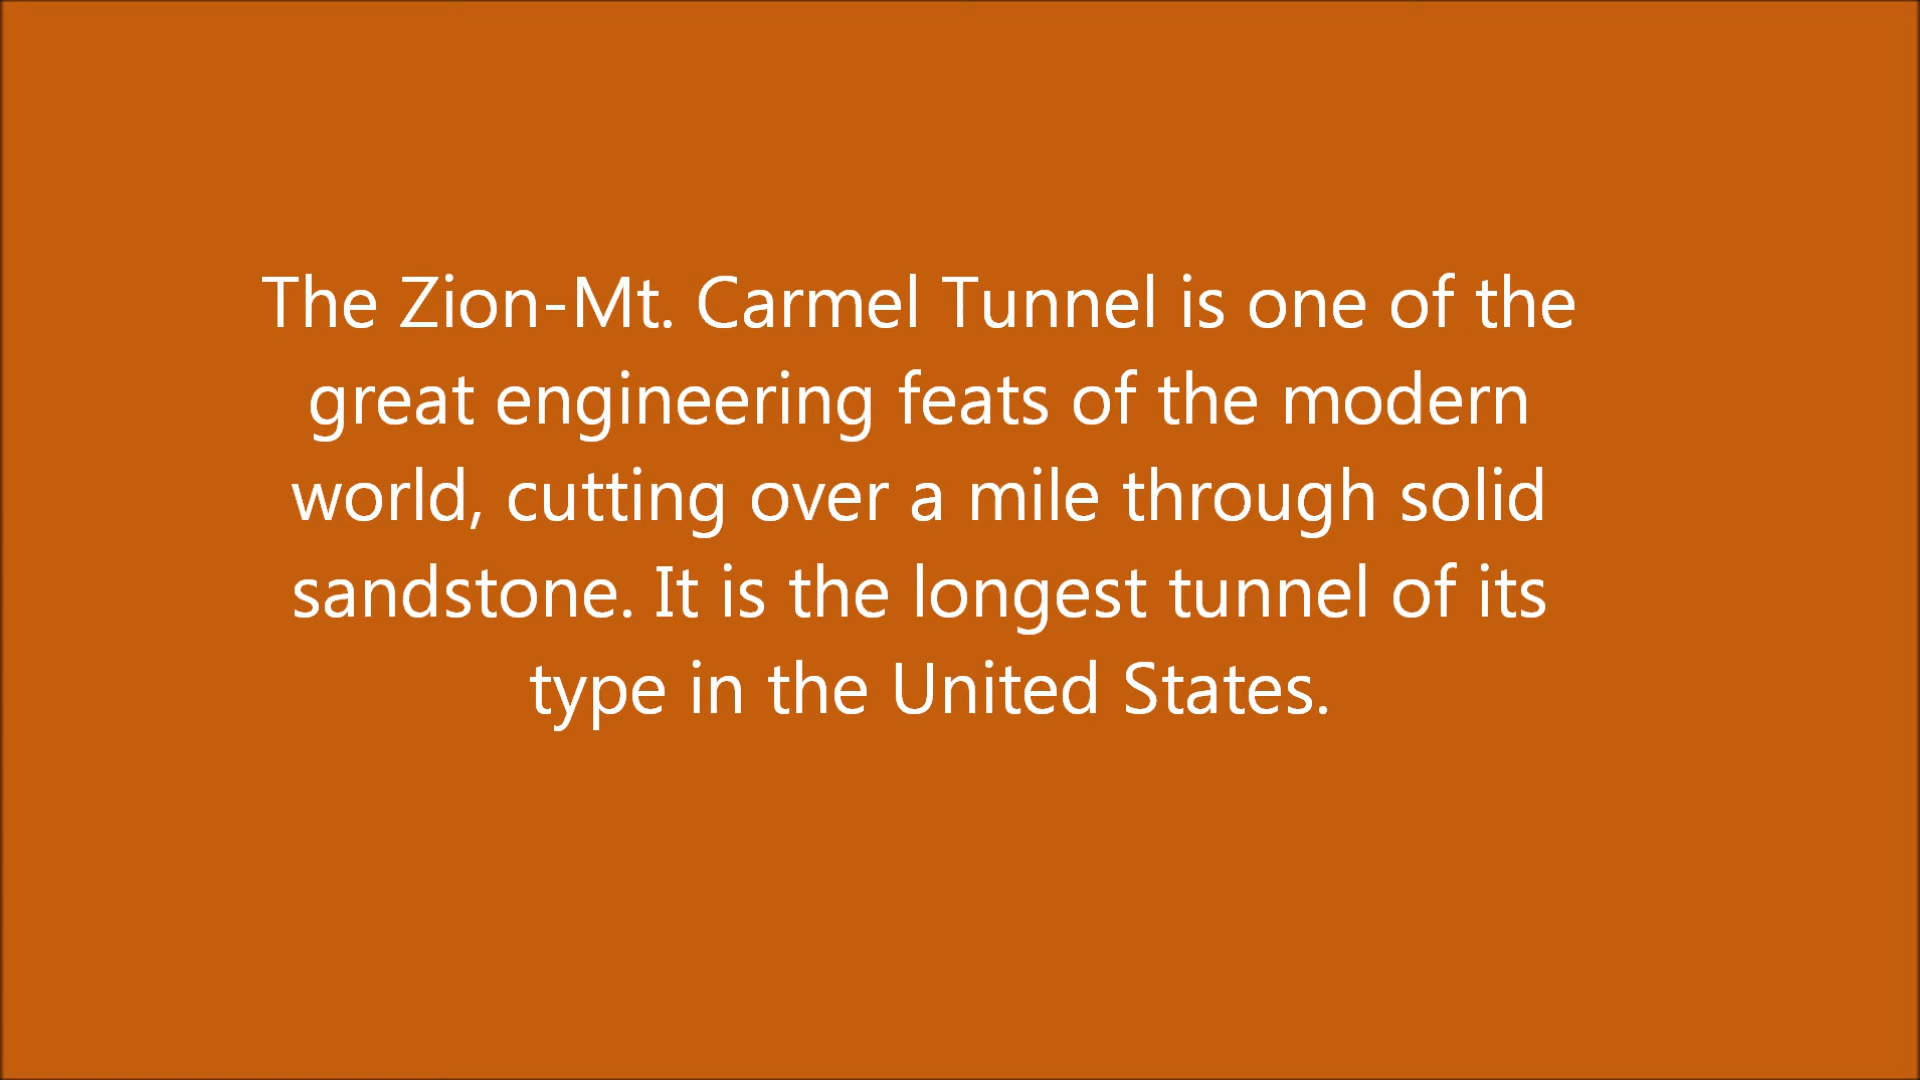 The Zion-Mt. Carmel Tunnel is one of the
great engineering feats of the modern
world, cutting over a mile through solid
sandstone. It is the longest tunnel of its
type in the United States.